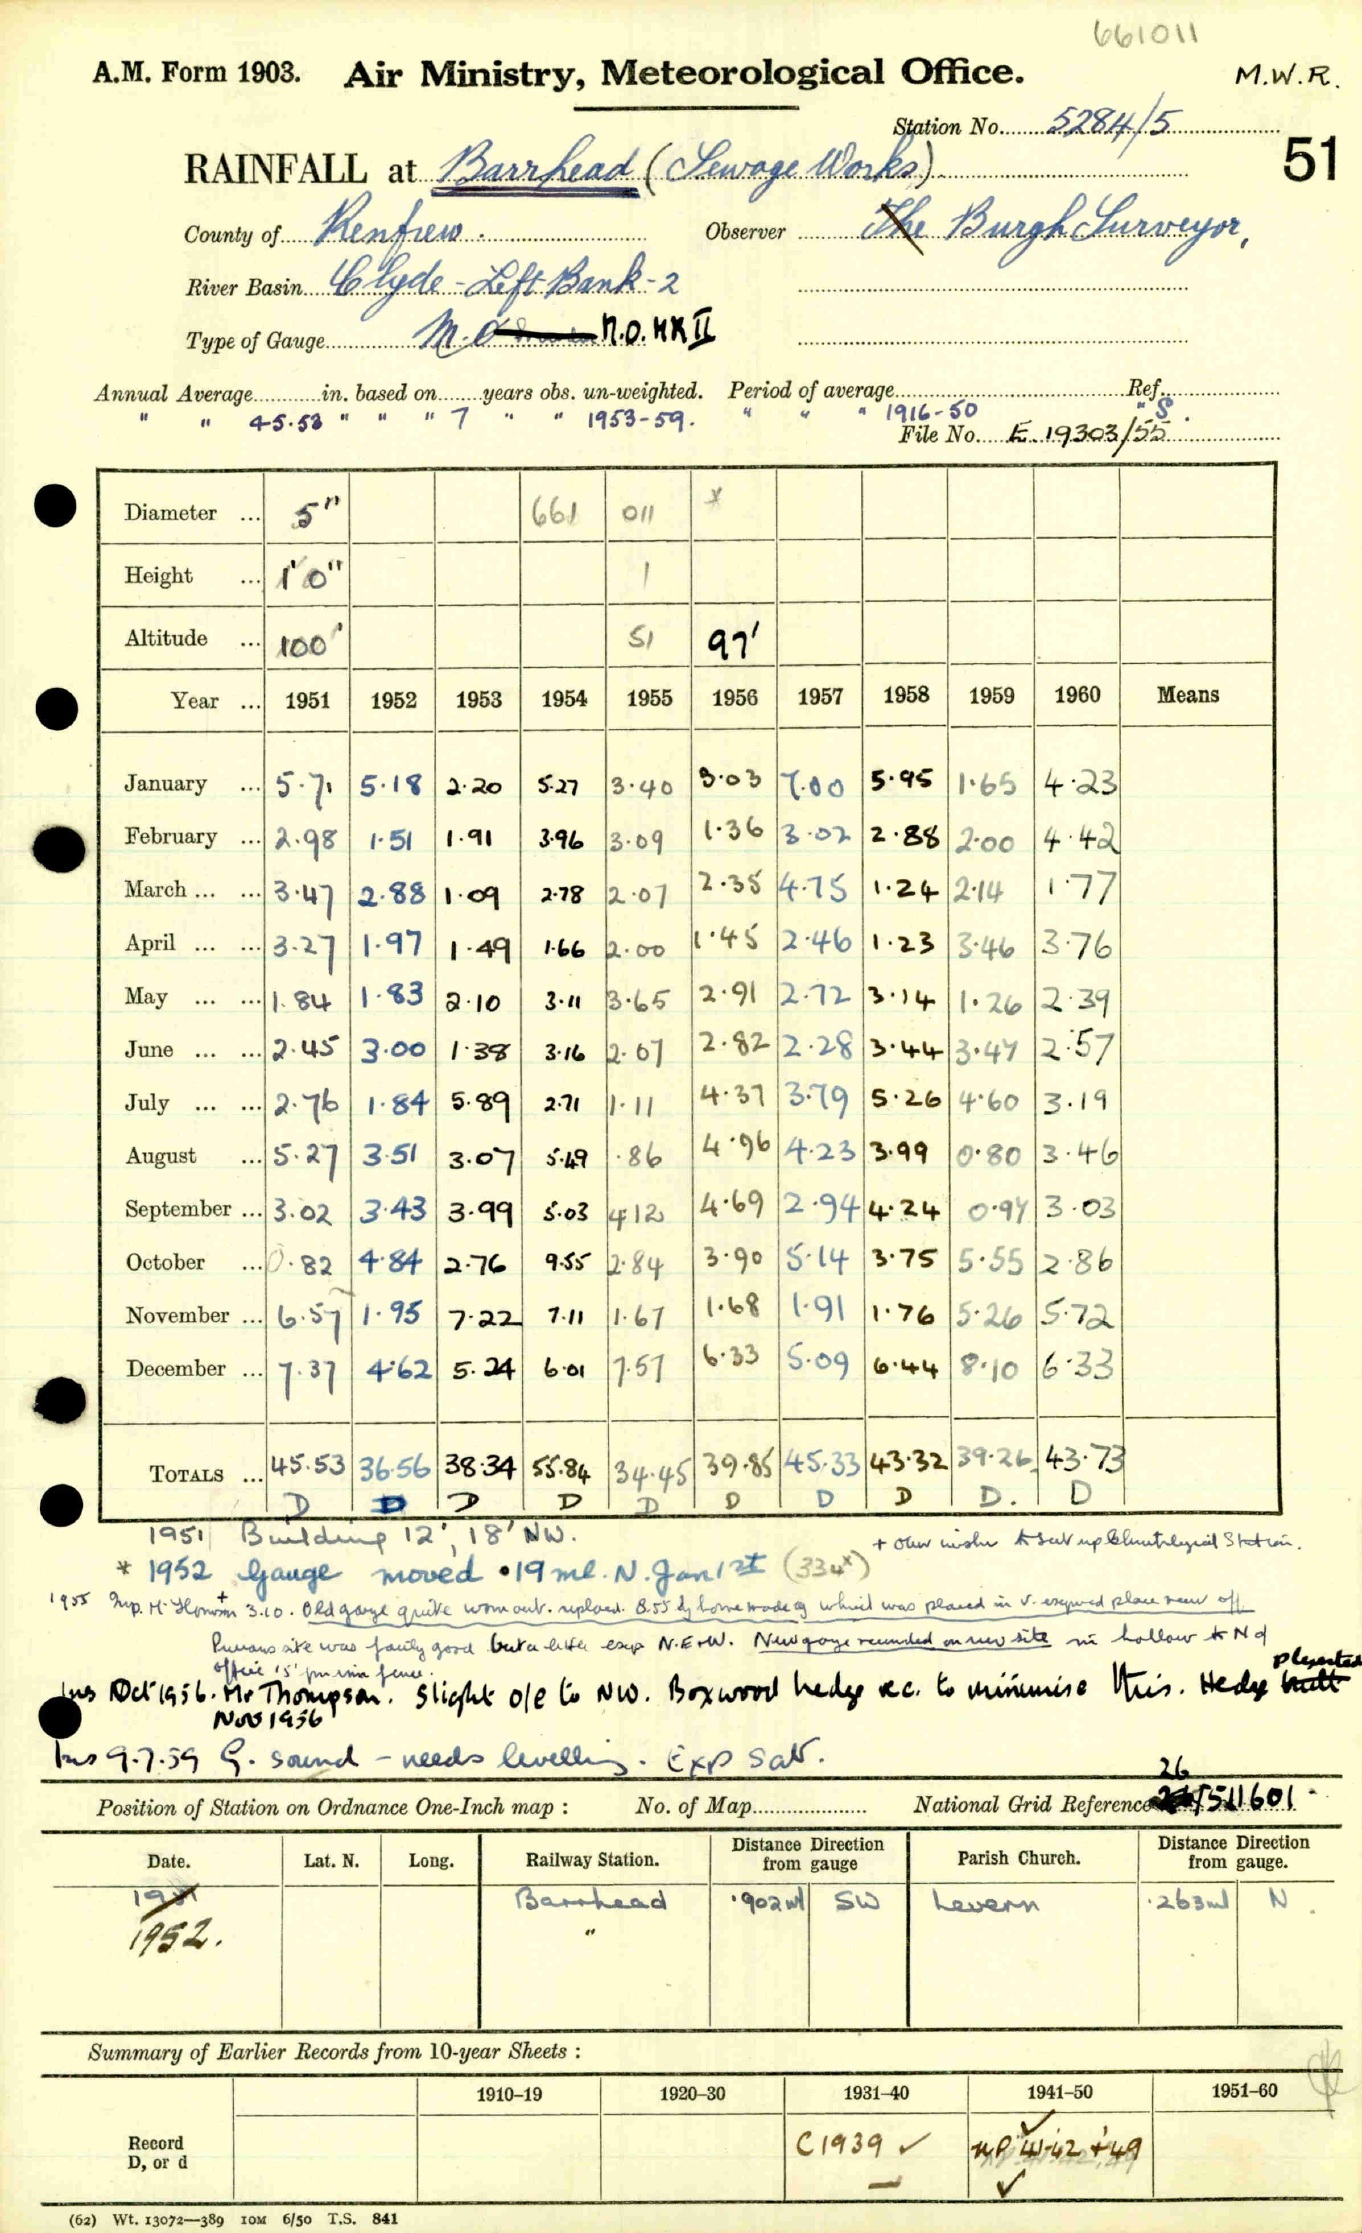 661011
A.M. Form 1903. Air Ministry, Meteorological Office. M.W.R.
Station No. 5284/5
51
RAINFALL at Barrhead (Sewage Works)
County of Renfrew. Observer The Burgh Surveyor,
River Basin Clyde - Left Bank - 2
Type of Gauge M.O. M.O. MK II
Annual Average in. based on years obs. un-weighted. Period of average Ref.
" " 45.53 " " " 7 " " 1953-59. " " " 1916-50 " S.
File No. E. 19303/55
Diameter ... 5" 661 011 *
Height ... 1'0" 1
Altitude ... 100' 51 97'
Year ... 1951 1952 1953 1954 1955 1956 1957 1958 1959 1960 Means
January ... 5.71 5.18 2.20 5.27 3.40 3.03 7.00 5.95 1.65 4.23
February ... 2.98 1.51 1.91 3.96 3.09 1.36 3.02 2.88 2.00 4.42
March ... ... 3.47 2.88 1.09 2.78 2.07 2.35 4.75 1.24 2.14 1.77
April ... ... 3.27 1.97 1.49 1.66 2.00 1.45 2.46 1.23 3.46 3.76
May ... ... 1.84 1.83 2.10 3.11 3.65 2.91 2.72 3.14 1.26 2.39
June ... ... 2.45 3.00 1.38 3.16 2.07 2.82 2.28 3.44 3.47 2.57
July ... ... 2.76 1.84 5.89 2.71 1.11 4.37 3.79 5.26 4.60 3.19
August ... 5.27 3.51 3.07 5.49 .86 4.96 4.23 3.99 0.80 3.46
September ... 3.02 3.43 3.99 5.03 4.12 4.69 2.94 4.24 0.97 3.03
October ... 0.82 4.84 2.76 9.55 2.84 3.90 5.14 3.75 5.55 2.86
November ... 6.57 1.95 7.22 7.11 1.67 1.68 1.91 1.76 5.26 5.72
December ... 7.37 4.62 5.24 6.01 7.57 6.33 5.09 6.44 8.10 6.33
Totals ... 45.53 36.56 38.34 55.84 34.45 39.85 45.33 43.32 39.26 43.73
D D D D D D D D D. D
1951 Building 12', 18' NW. + to set up Climatological Station.
* 1952 Gauge moved .19 ml. N. Jan 1st (334*)
1955 Insp. Mr 3.10. Old gauge quite worn out. replaced 8.55 by home made a which was placed in v. exposed place near off
Previous site was fairly good but a little exp N.E & W. New gauge rounded on new site in hollow to N of
office 15' from fence.
Ins Oct 1956. Mr Thompson. Slight o/e to NW. Boxwood hedge rec. to minimise this. Hedge planted
Nov 1956
Ins 9.7.59 G. sound - needs levelling. Exp Sat.
Position of Station on Ordnance One-Inch map : No. of Map National Grid Reference 26/511601
Date. Lat. N. Long. Railway Station. Distance from gauge Direction Parish Church. Distance from gauge. Direction
1951 Barrhead .902ml SW Levern .263ml N.
1952. "
Summary of Earlier Records from 10-year Sheets :
1910-19 1920-30 1931-40 1941-50 1951-60
Record D, or d C1939 ✓ np 41-42 + 49
(62) Wt. 13072—389 10M 6/50 T.S. 841